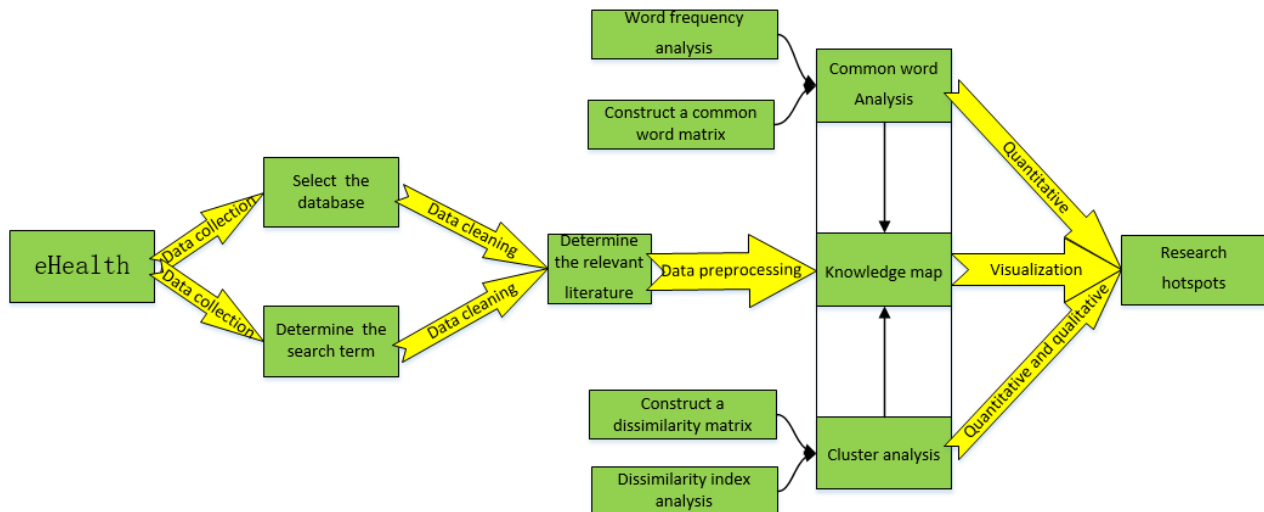 eHealth
Data collection
Data collection
Select the
database
Determine the
search term
Data cleaning
Data cleaning
Determine
the relevant
literature
Data preprocessing
Word frequency
analysis
Construct a common
word matrix
Common word
Analysis
Knowledge map
Construct a
dissimilarity matrix
Dissimilarity index
analysis
Cluster analysis
Quantitative
Visualization
Quantitative and qualitative
Research
hotspots